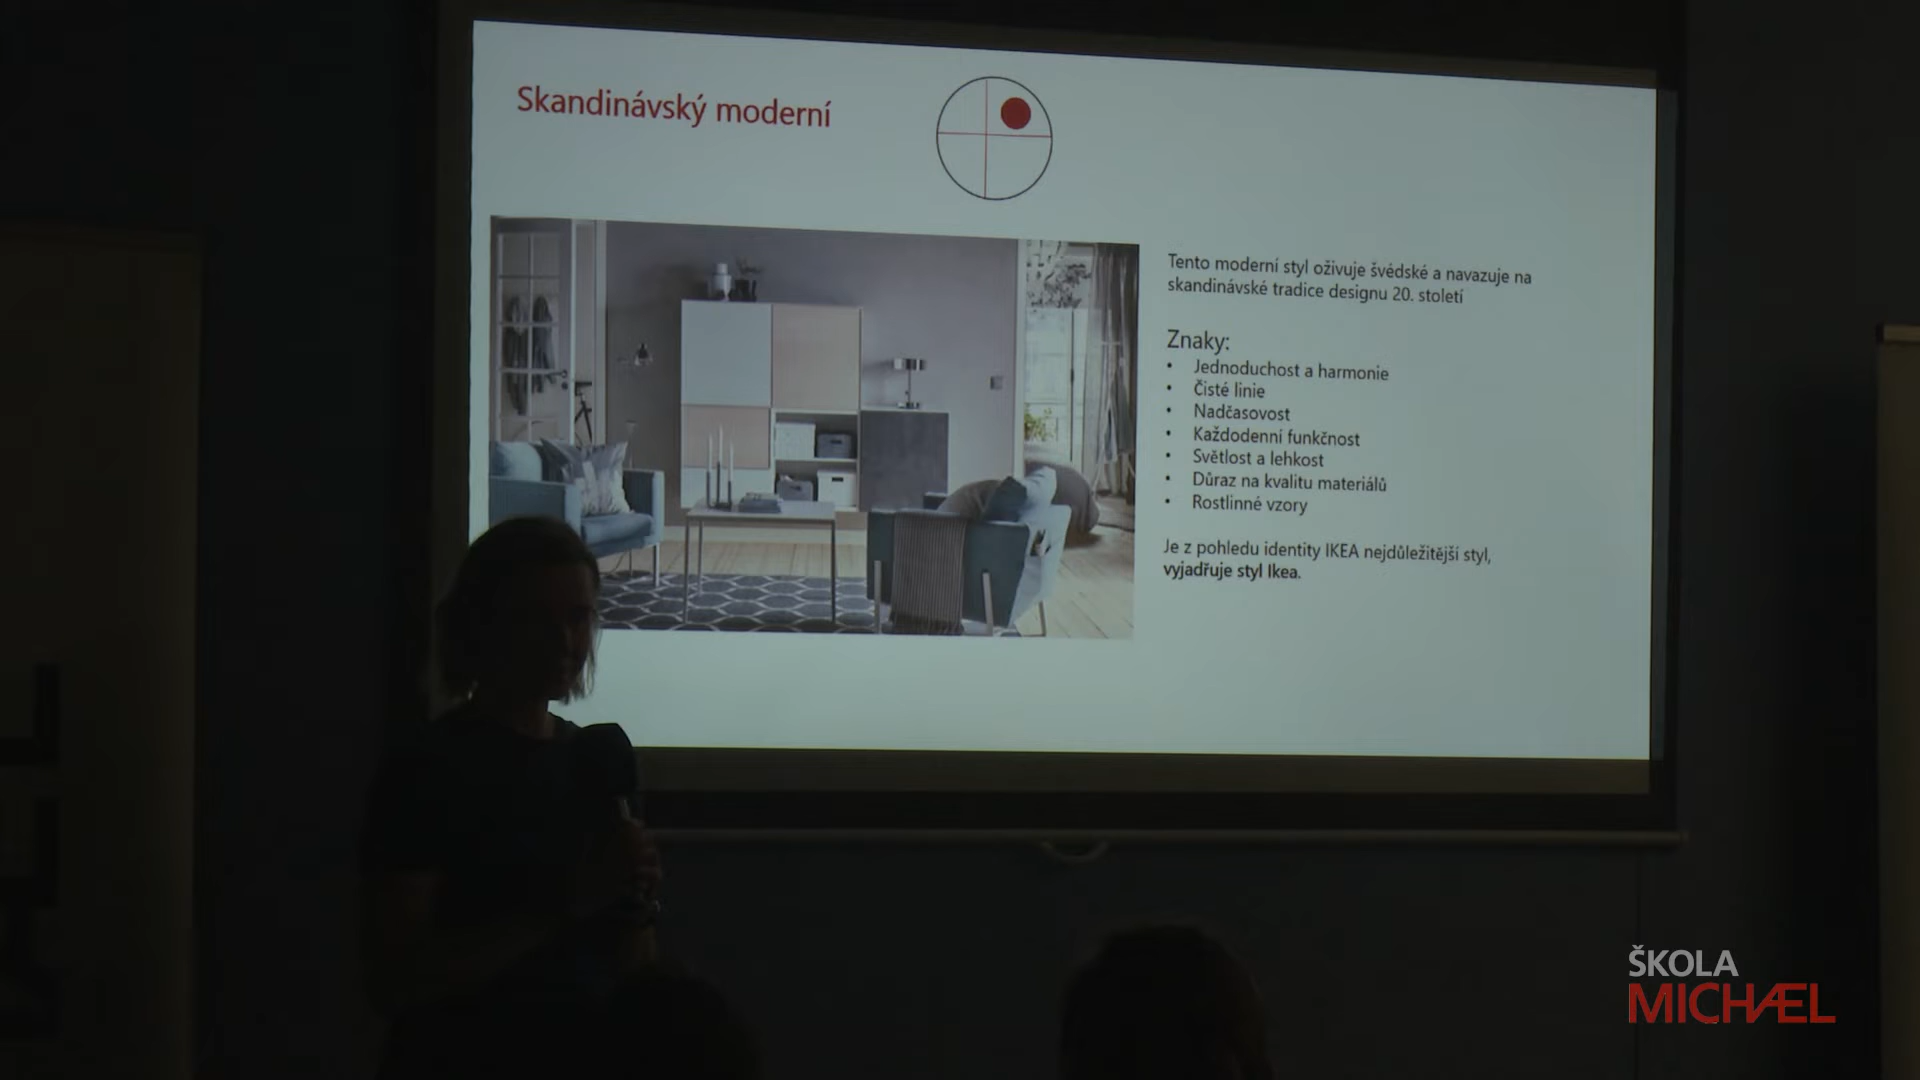 Skandinávský moderní
Tento moderní styl oživuje švédské a navazuje na
skandinávské tradice designu 20. století
Znaky:
• Jednoduchost a harmonie
• Čisté linie
• Nadčasovost
• Každodenní funkčnost
• Světlost a lehkost
• Důraz na kvalitu materiálů
• Rostlinné vzory
Je z pohledu identity IKEA nejdůležitější styl,
vyjadřuje styl Ikea.
ŠKOLA
MICHÆL